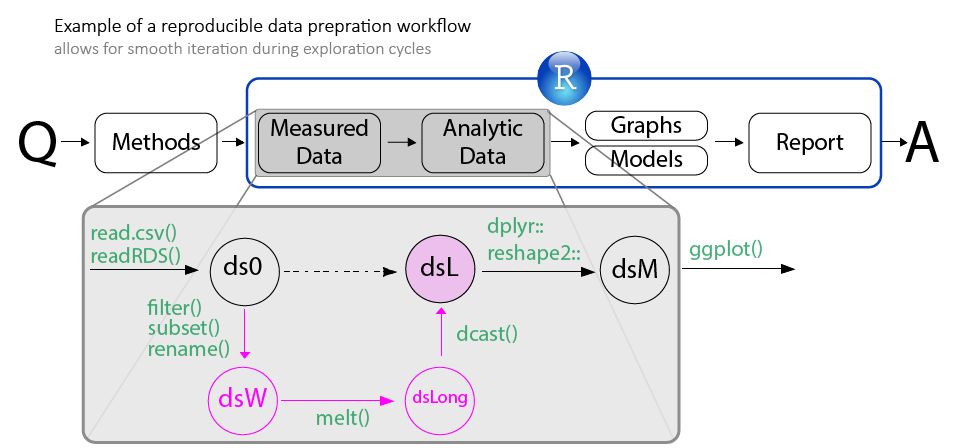 Example of a reproducible data prepration workflow
allows for smooth iteration during exploration cycles
R
Q
Methods
Measured
Data
Analytic
Data
Graphs
Models
Report
A
read.csv()
readRDS()
ds0
dsL
dplyr::
reshape2::
dsM
ggplot()
filter()
subset()
rename()
dcast()
dsW
melt()
dsLong